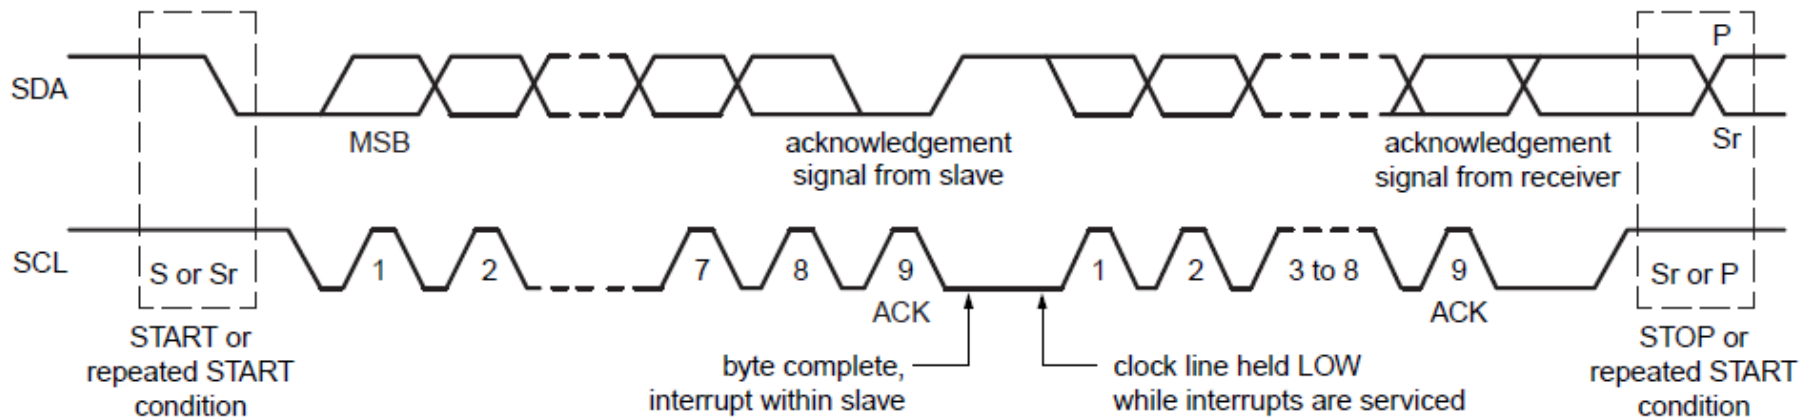 P
SDA
MSB
acknowledgement
signal from slave
acknowledgement
signal from receiver
Sr
SCL
S or Sr
1
2
7
8
9
1
2
3 to 8
9
Sr or P
ACK
ACK
START or
repeated START
condition
byte complete,
interrupt within slave
clock line held LOW
while interrupts are serviced
STOP or
repeated START
condition